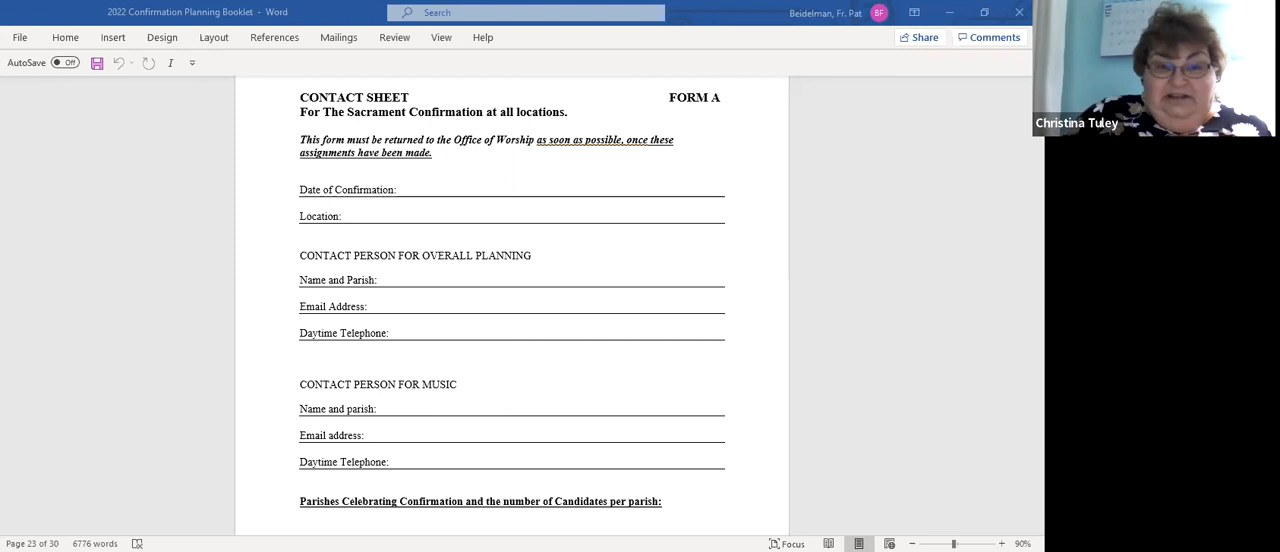 2022 Confirmation Planning Booklet - Word
Search
Beidelman, Fr. Pat
BF
File Home Insert Design Layout References Mailings Review View Help
Share
Comments
AutoSave Off
I
CONTACT SHEET FORM A
For The Sacrament Confirmation at all locations.
This form must be returned to the Office of Worship as soon as possible, once these
assignments have been made.
Date of Confirmation:
Location:
CONTACT PERSON FOR OVERALL PLANNING
Name and Parish:
Email Address:
Daytime Telephone:
CONTACT PERSON FOR MUSIC
Name and parish:
Email address:
Daytime Telephone:
Parishes Celebrating Confirmation and the number of Candidates per parish:
Christina Tuley
Page 23 of 30 6776 words Focus 90%